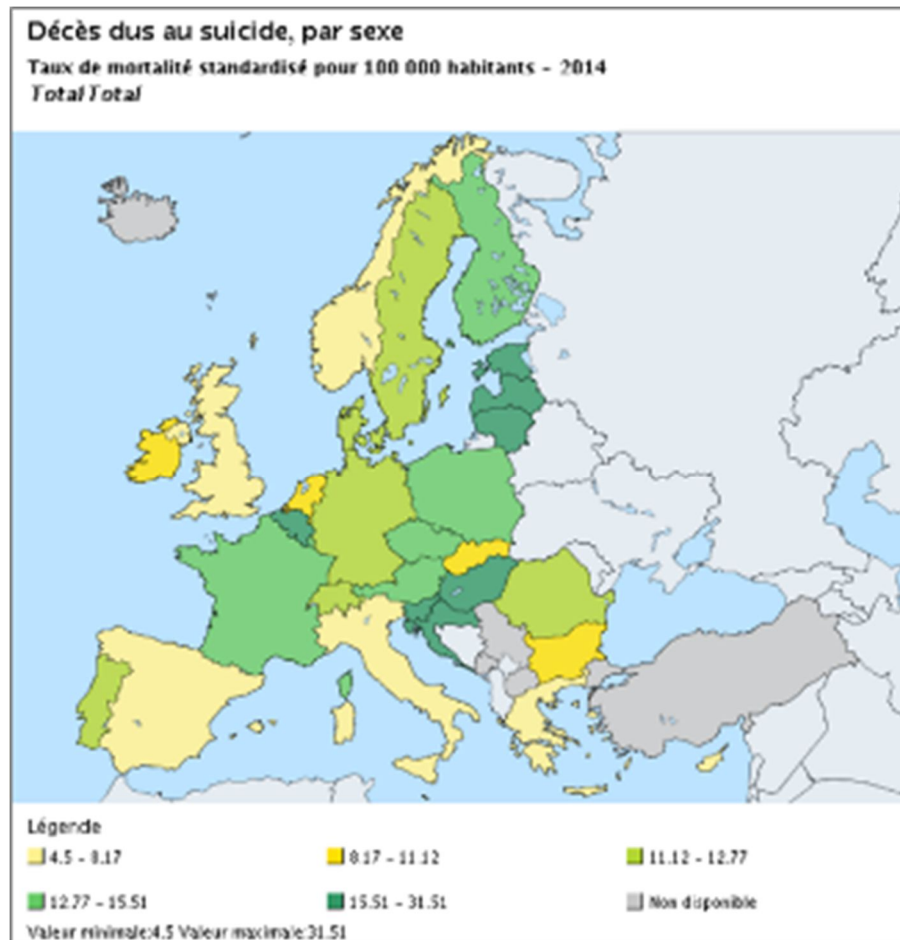 Décès dus au suicide, par sexe
Taux de mortalité standardisé pour 100 000 habitants - 2014
Total Total
Légende
4.5 - 8.17
8.17 - 11.12
11.12 - 12.77
12.77 - 15.51
15.51 - 31.51
Non disponible
Valeur minimale:4.5 Valeur maximale:31.51